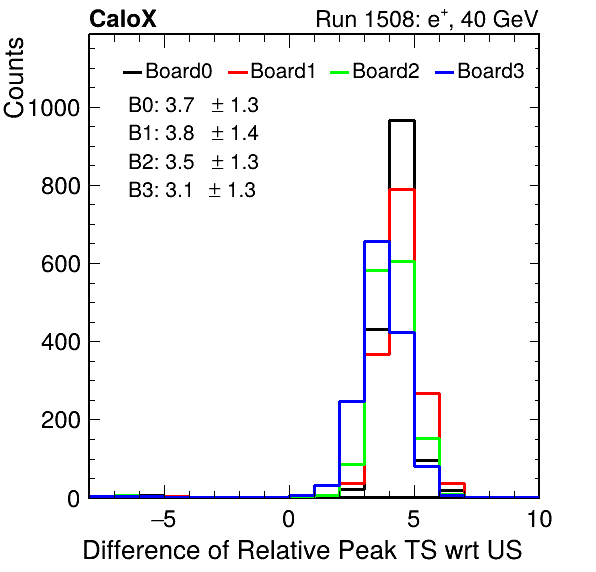 CaloX Run 1508: e⁺, 40 GeV
Counts
Board0 Board1 Board2 Board3
B0: 3.7 ± 1.3
B1: 3.8 ± 1.4
B2: 3.5 ± 1.3
B3: 3.1 ± 1.3
1000
800
600
400
200
0
−5 0 5 10
Difference of Relative Peak TS wrt US